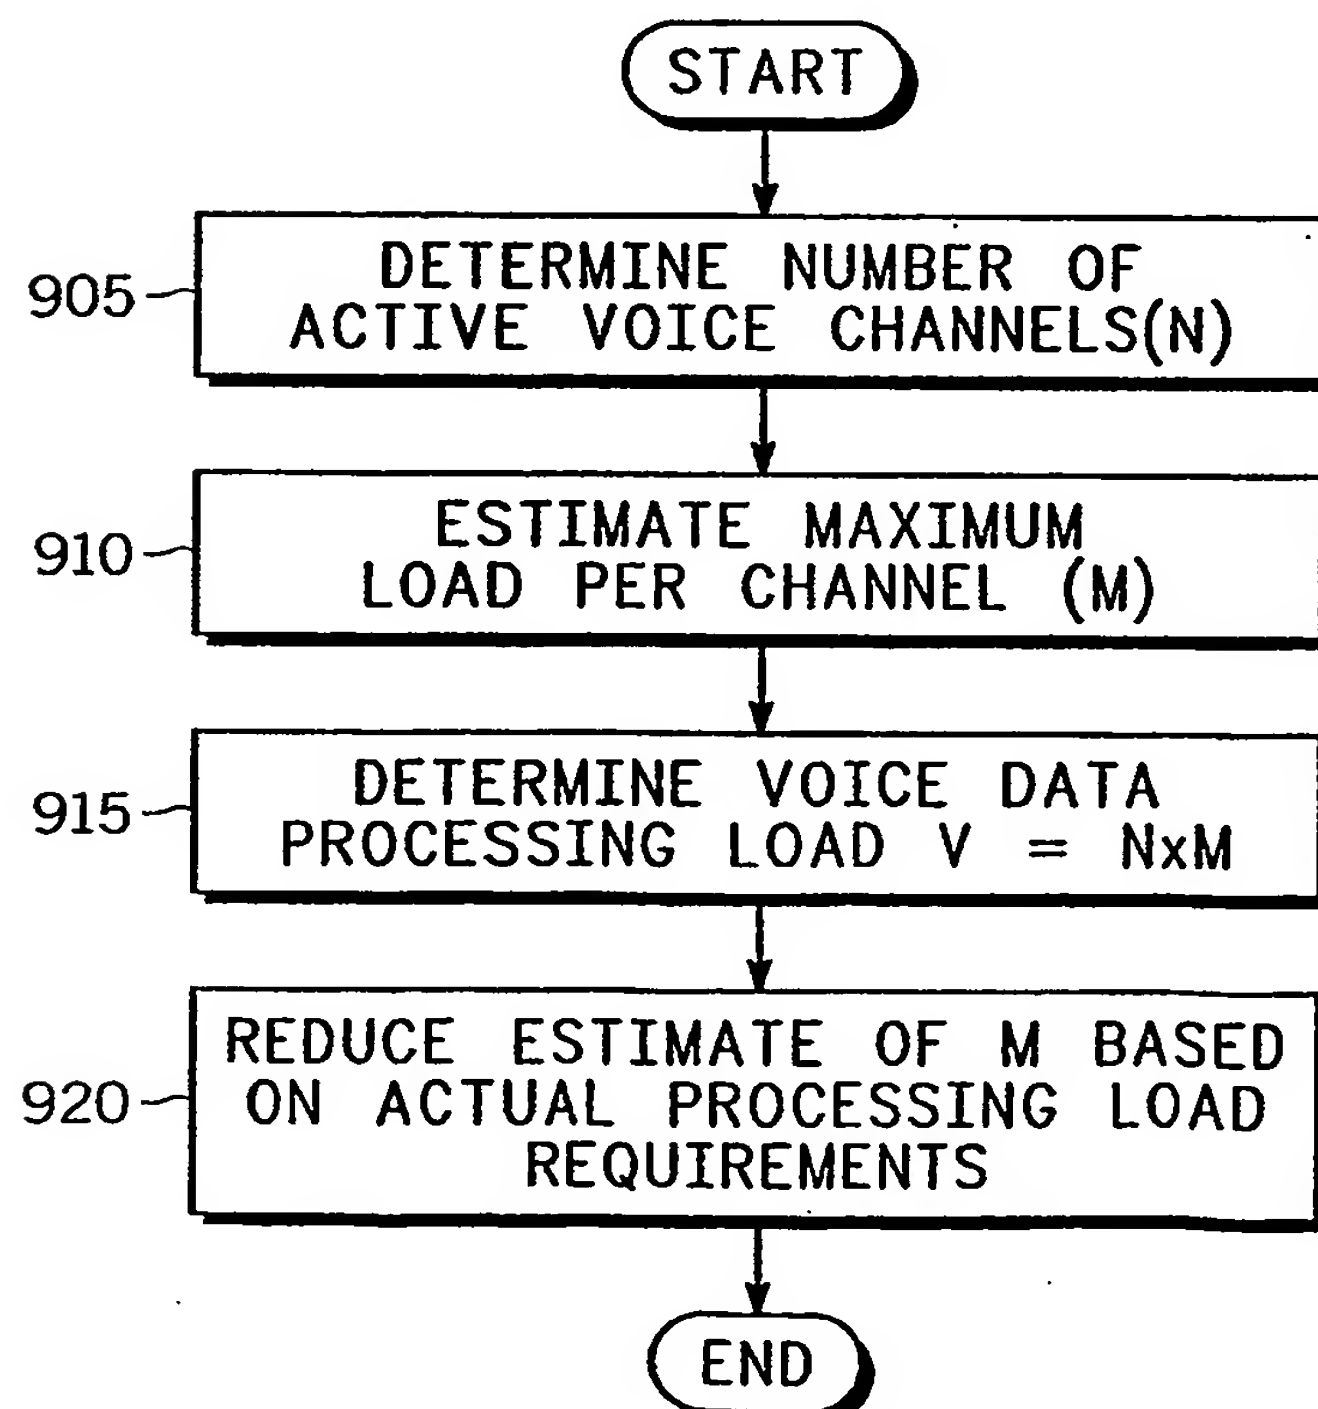 START
905
DETERMINE NUMBER OF
ACTIVE VOICE CHANNELS(N)
910
ESTIMATE MAXIMUM
LOAD PER CHANNEL (M)
915
DETERMINE VOICE DATA
PROCESSING LOAD V = NxM
920
REDUCE ESTIMATE OF M BASED
ON ACTUAL PROCESSING LOAD
REQUIREMENTS
END